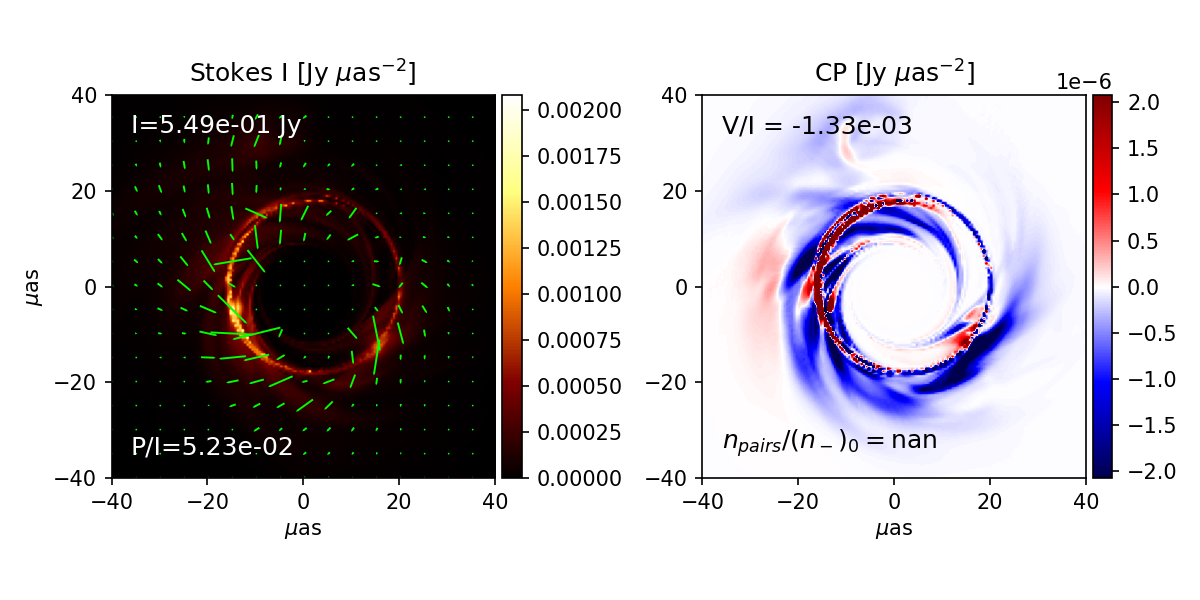 Stokes I [Jy μas⁻²]
I=5.49e-01 Jy
P/I=5.23e-02
40
20
0
−20
−40
μas
−40 −20 0 20 40
μas
0.00200
0.00175
0.00150
0.00125
0.00100
0.00075
0.00050
0.00025
0.00000
CP [Jy μas⁻²]
1e−6
V/I = -1.33e-03
n_{pairs}/(n_−)_0 = nan
40
20
0
−20
−40
−40 −20 0 20 40
μas
2.0
1.5
1.0
0.5
0.0
−0.5
−1.0
−1.5
−2.0